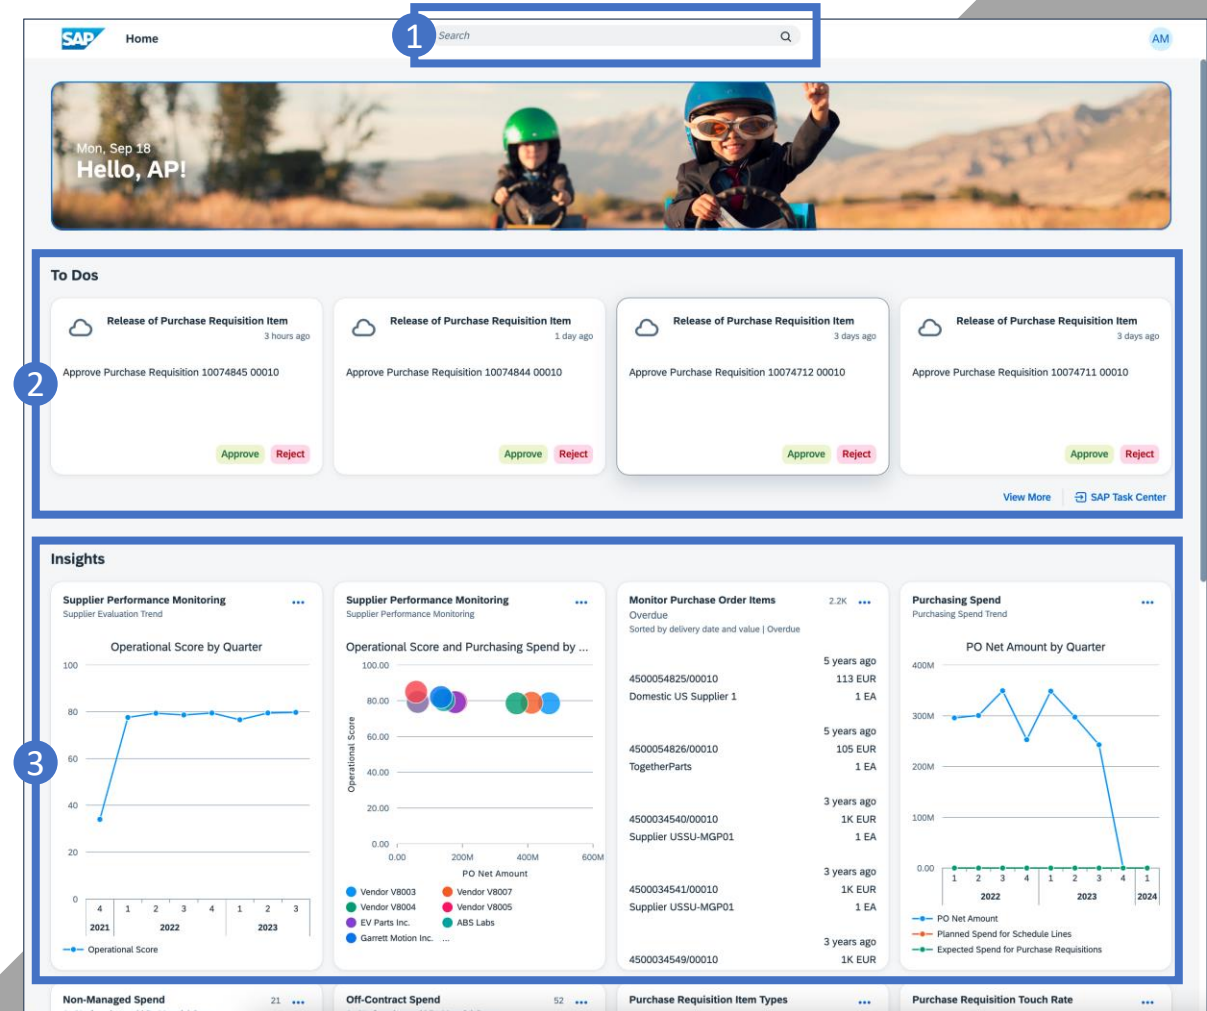 SAP Home
1
Search
AM
Mon, Sep 18
Hello, AP!
To Dos
2
Release of Purchase Requisition Item
3 hours ago
Approve Purchase Requisition 10074845 00010
Approve Reject
Release of Purchase Requisition Item
1 day ago
Approve Purchase Requisition 10074844 00010
Approve Reject
Release of Purchase Requisition Item
3 days ago
Approve Purchase Requisition 10074712 00010
Approve Reject
Release of Purchase Requisition Item
3 days ago
Approve Purchase Requisition 10074711 00010
Approve Reject
View More SAP Task Center
Insights
3
Supplier Performance Monitoring
Supplier Evaluation Trend
Operational Score by Quarter
100
80
60
40
20
0
4 1 2 3 4 1 2 3
2021 2022 2023
Operational Score
Supplier Performance Monitoring
Supplier Performance Monitoring
Operational Score and Purchasing Spend by ...
100.00
80.00
60.00
40.00
20.00
0.00
Operational Score
0.00 200M 400M 600M
PO Net Amount
Vendor V8003 Vendor V8007
Vendor V8004 Vendor V8005
EV Parts Inc. ABS Labs
Garrett Motion Inc. ...
Monitor Purchase Order Items 2.2K
Overdue
Sorted by delivery date and value | Overdue
5 years ago
4500054825/00010 113 EUR
Domestic US Supplier 1 1 EA
5 years ago
4500054826/00010 105 EUR
TogetherParts 1 EA
3 years ago
4500034540/00010 1K EUR
Supplier USSU-MGP01 1 EA
3 years ago
4500034541/00010 1K EUR
Supplier USSU-MGP01 1 EA
3 years ago
4500034549/00010 1K EUR
Purchasing Spend
Purchasing Spend Trend
PO Net Amount by Quarter
400M
300M
200M
100M
0.00
1 2 3 4 1 2 3 4 1
2022 2023 2024
PO Net Amount
Planned Spend for Schedule Lines
Expected Spend for Purchase Requisitions
Non-Managed Spend 21
Off-Contract Spend 52
Purchase Requisition Item Types
Purchase Requisition Touch Rate